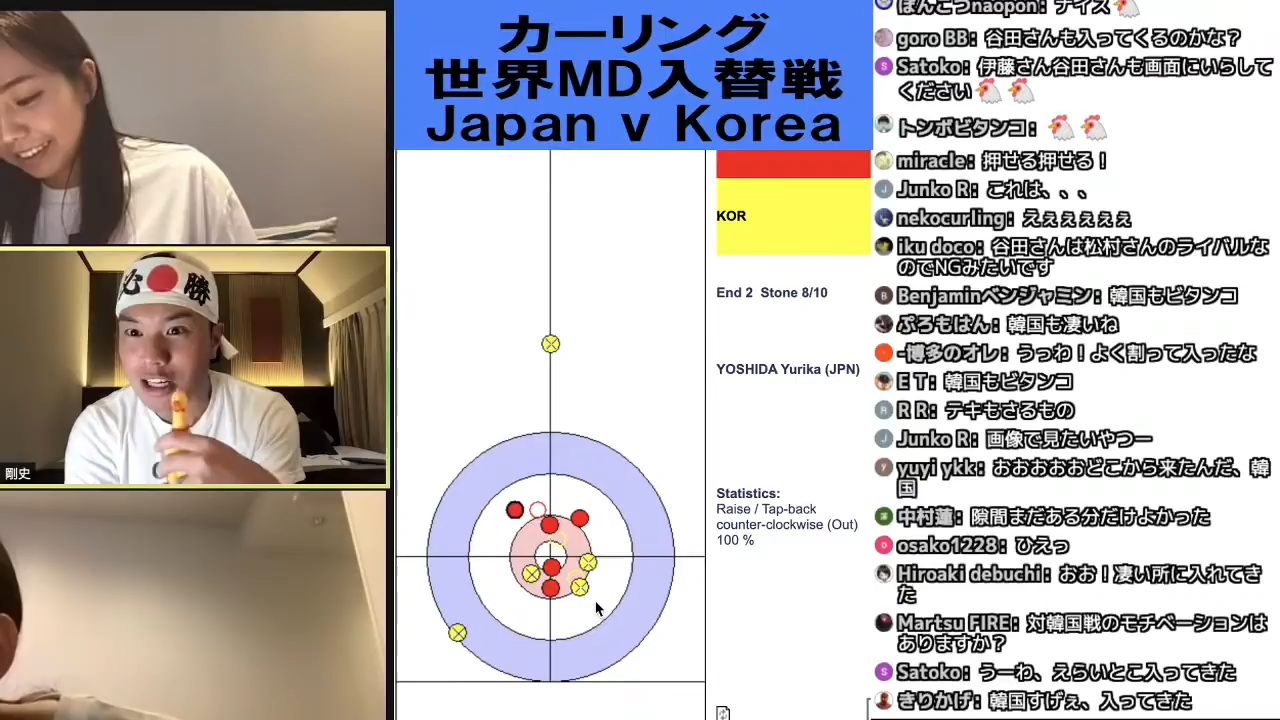 カーリング
世界MD入替戦
Japan v Korea
必 勝
剛史
KOR
End 2 Stone 8/10
YOSHIDA Yurika (JPN)
Statistics:
Raise / Tap-back
counter-clockwise (Out)
100 %
ぽんこつnaopon: ナイス🐔
goro BB: 谷田さんも入ってくるのかな？
Satoko: 伊藤さん谷田さんも画面にいらして
ください🐔🐔
トンボビタンコ: 🐔🐔
miracle: 押せる押せる！
Junko R: これは、、、
nekocurling: えぇぇぇぇぇ
iku doco: 谷田さんは松村さんのライバルな
のでNGみたいです
Benjaminベンジャミン: 韓国もビタンコ
ぷろもはん: 韓国も凄いね
-博多のオレ: うっわ！よく割って入ったな
E T: 韓国もビタンコ
R R: テキもさるもの
Junko R: 画像で見たいやつー
yuyi ykk: おおおおおどこから来たんだ、韓
国
中村蓮: 隙間まだある分だけよかった
osako1228: ひえっ
Hiroaki debuchi: おお！凄い所に入れてき
た
Martsu FIRE: 対韓国戦のモチベーションは
ありますか？
Satoko: うーわ、えらいとこ入ってきた
きりかげ: 韓国すげぇ、入ってきた